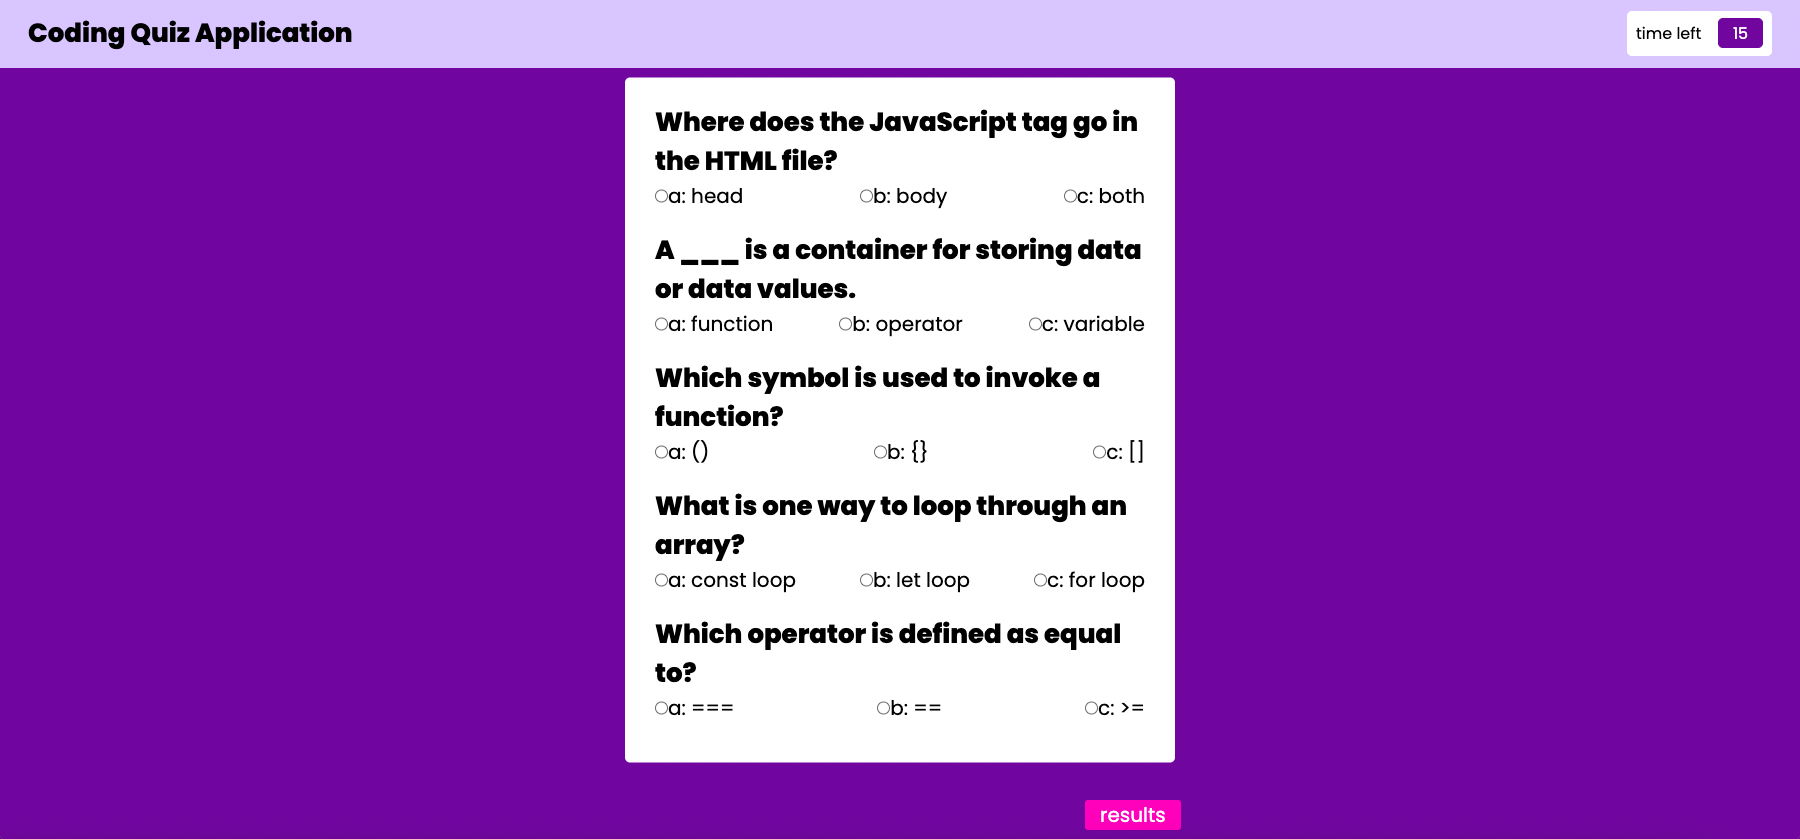 Coding Quiz Application
time left 15
Where does the JavaScript tag go in
the HTML file?
a: head b: body c: both
A ___ is a container for storing data
or data values.
a: function b: operator c: variable
Which symbol is used to invoke a
function?
a: () b: {} c: []
What is one way to loop through an
array?
a: const loop b: let loop c: for loop
Which operator is defined as equal
to?
a: === b: == c: >=
results